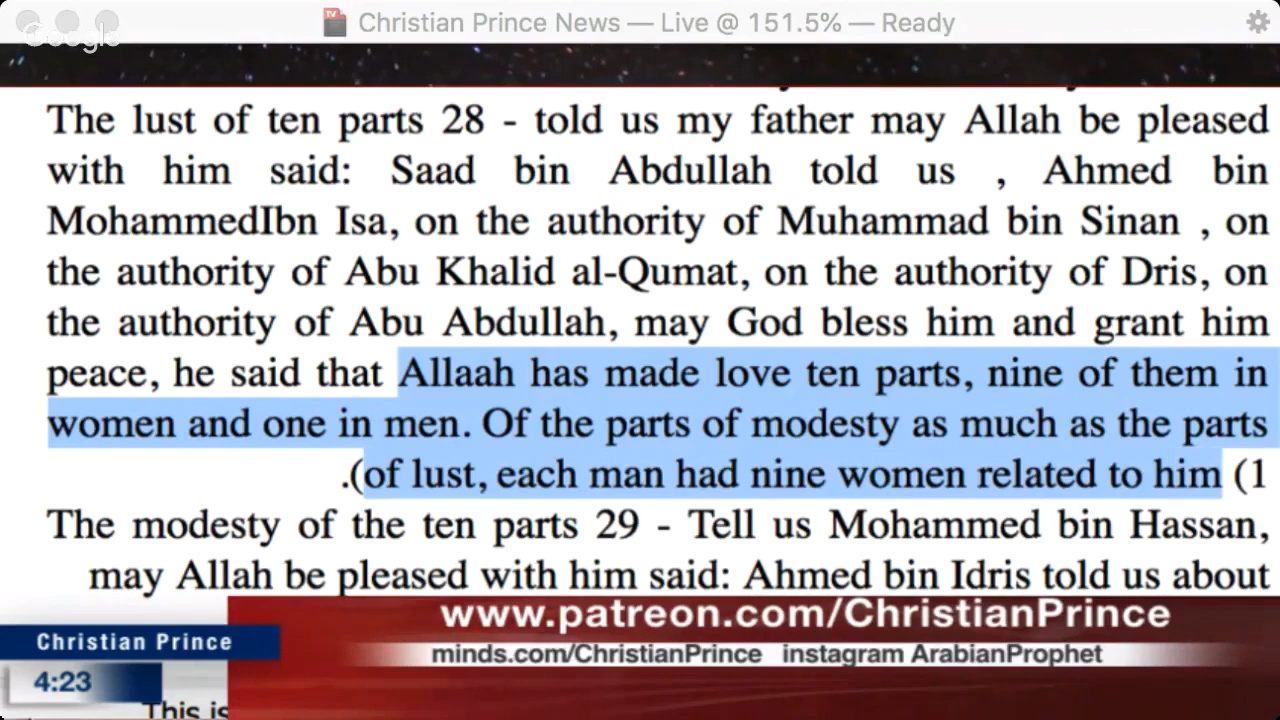 Christian Prince News — Live @ 151.5% — Ready
Google
The lust of ten parts 28 - told us my father may Allah be pleased
with him said: Saad bin Abdullah told us , Ahmed bin
MohammedIbn Isa, on the authority of Muhammad bin Sinan , on
the authority of Abu Khalid al-Qumat, on the authority of Dris, on
the authority of Abu Abdullah, may God bless him and grant him
peace, he said that Allaah has made love ten parts, nine of them in
women and one in men. Of the parts of modesty as much as the parts
.(of lust, each man had nine women related to him (1
The modesty of the ten parts 29 - Tell us Mohammed bin Hassan,
may Allah be pleased with him said: Ahmed bin Idris told us about
www.patreon.com/ChristianPrince
Christian Prince
minds.com/ChristianPrince instagram ArabianProphet
4:23
This is